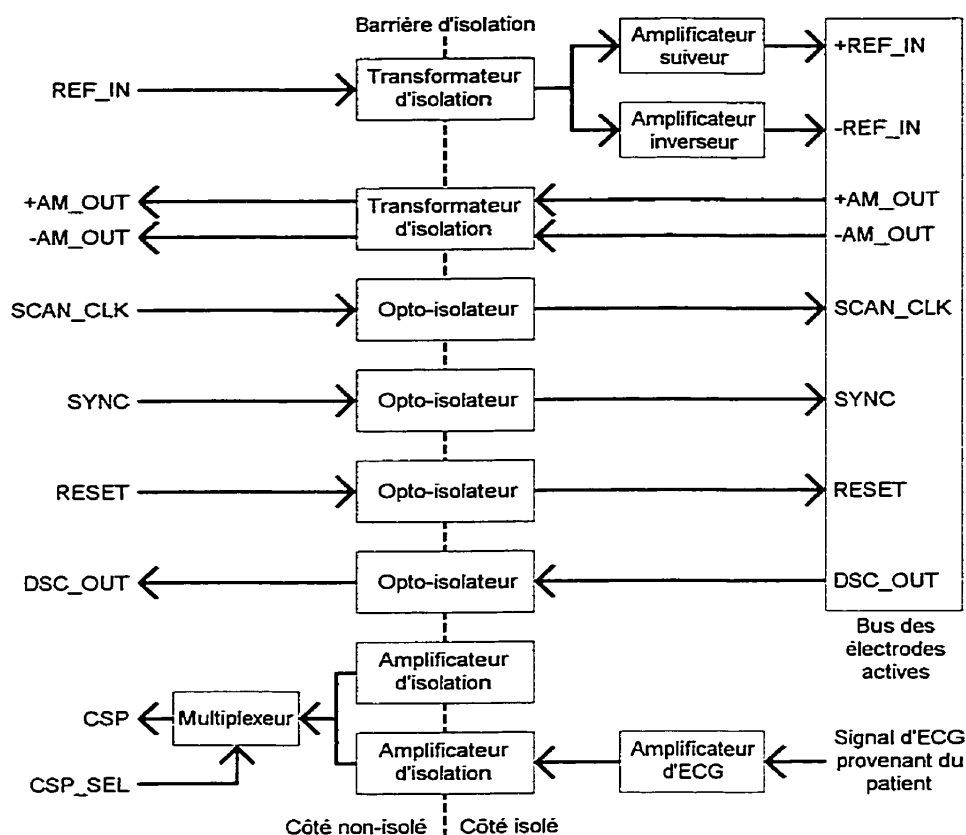 Barrière d'isolation
REF_IN
Transformateur
d'isolation
Amplificateur
suiveur
+REF_IN
Amplificateur
inverseur
-REF_IN
+AM_OUT
-AM_OUT
Transformateur
d'isolation
+AM_OUT
-AM_OUT
SCAN_CLK
Opto-isolateur
SCAN_CLK
SYNC
Opto-isolateur
SYNC
RESET
Opto-isolateur
RESET
DSC_OUT
Opto-isolateur
DSC_OUT
Bus des
électrodes
actives
Amplificateur
d'isolation
CSP
Multiplexeur
CSP_SEL
Amplificateur
d'isolation
Amplificateur
d'ECG
Signal d'ECG
provenant du
patient
Côté non-isolé
Côté isolé